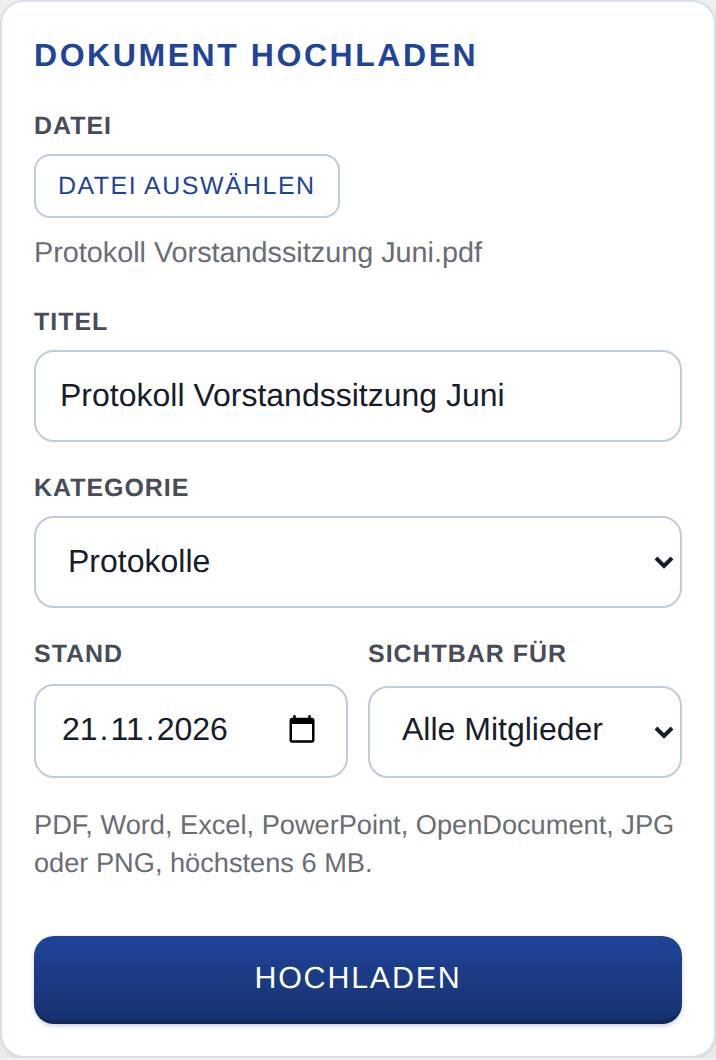 DOKUMENT HOCHLADEN
DATEI
DATEI AUSWÄHLEN
Protokoll Vorstandssitzung Juni.pdf
TITEL
Protokoll Vorstandssitzung Juni
KATEGORIE
Protokolle
STAND
SICHTBAR FÜR
21.11.2026
Alle Mitglieder
PDF, Word, Excel, PowerPoint, OpenDocument, JPG
oder PNG, höchstens 6 MB.
HOCHLADEN